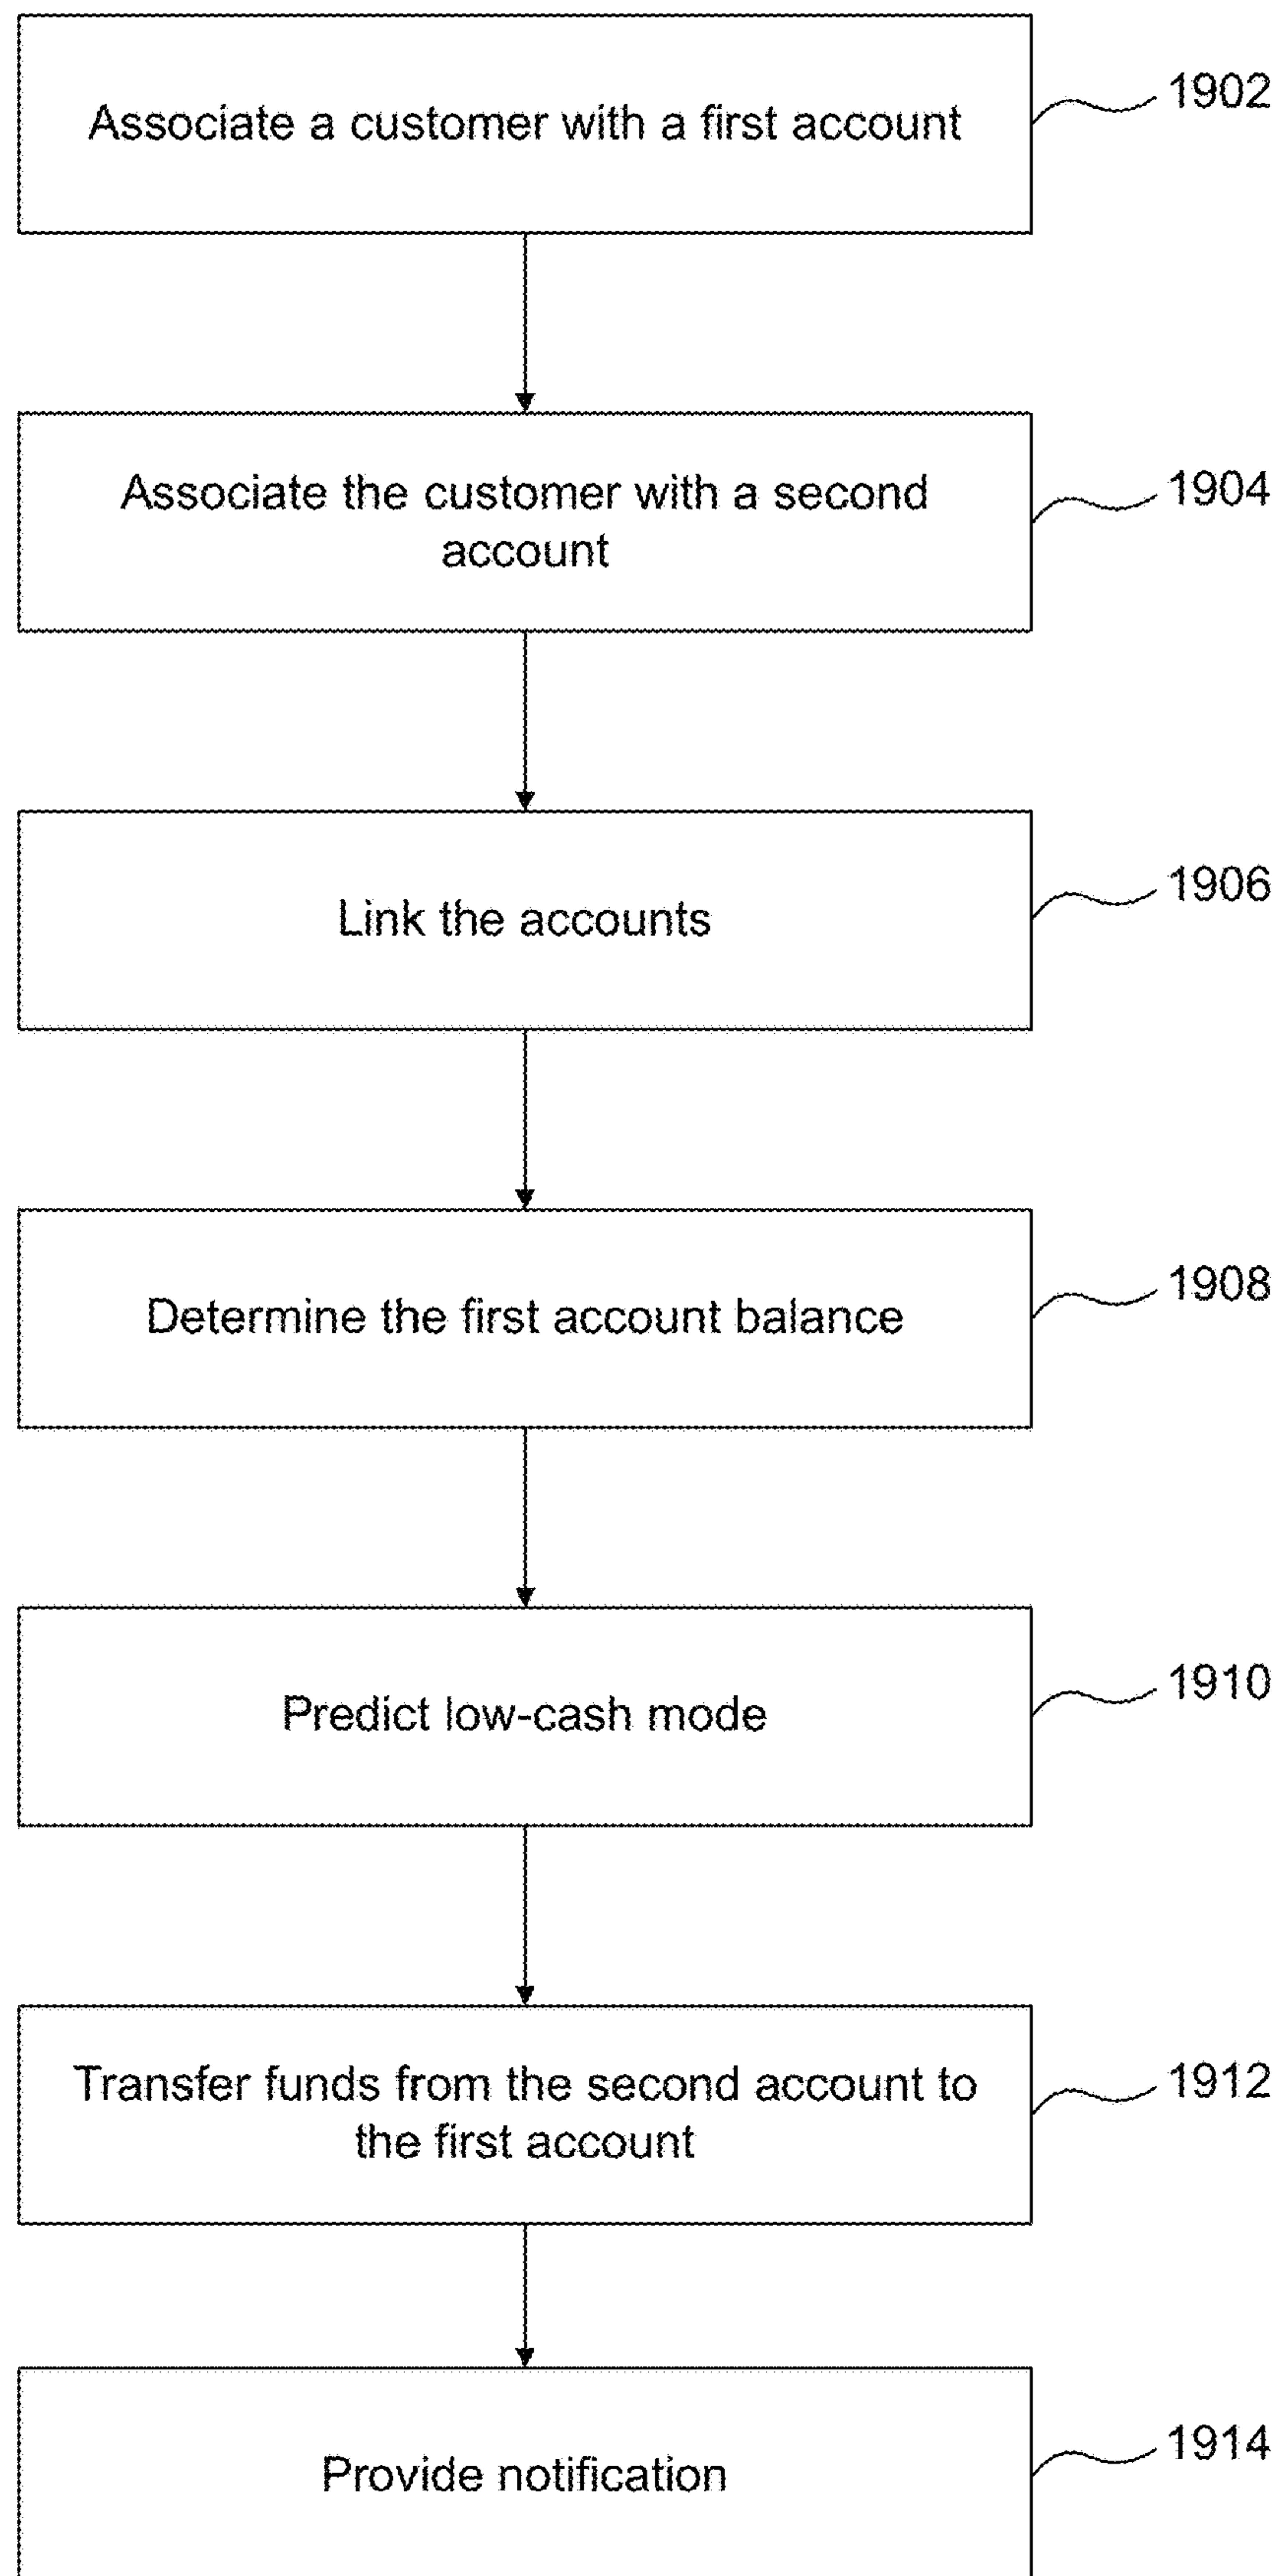 Associate a customer with a first account
1902
Associate the customer with a second
account
1904
Link the accounts
1906
Determine the first account balance
1908
Predict low-cash mode
1910
Transfer funds from the second account to
the first account
1912
Provide notification
1914